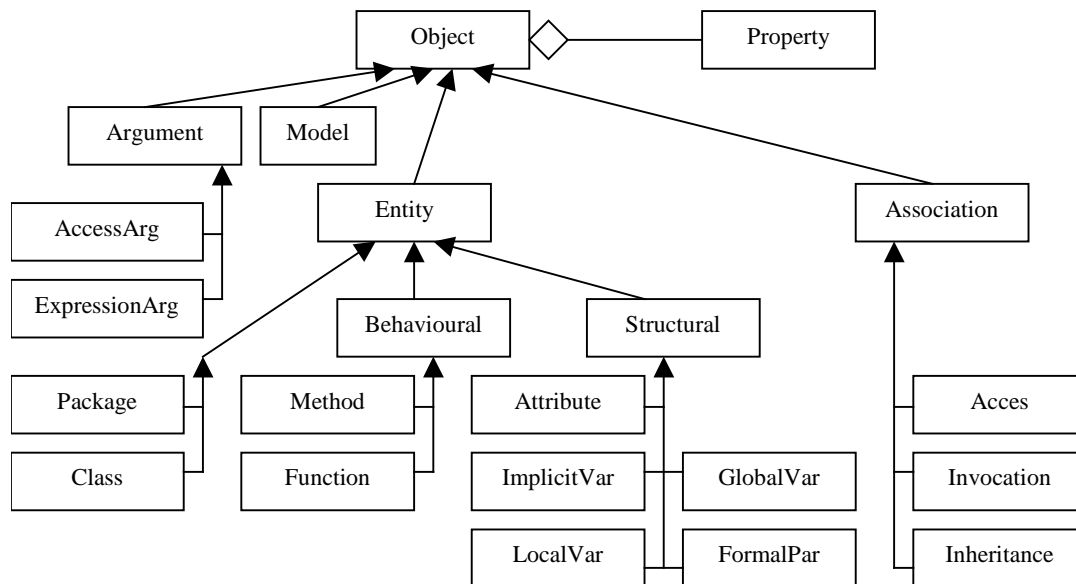 Object
Property
Argument
Model
Entity
Association
AccessArg
ExpressionArg
Behavioural
Structural
Package
Method
Attribute
Acces
Class
Function
ImplicitVar
GlobalVar
Invocation
LocalVar
FormalPar
Inheritance